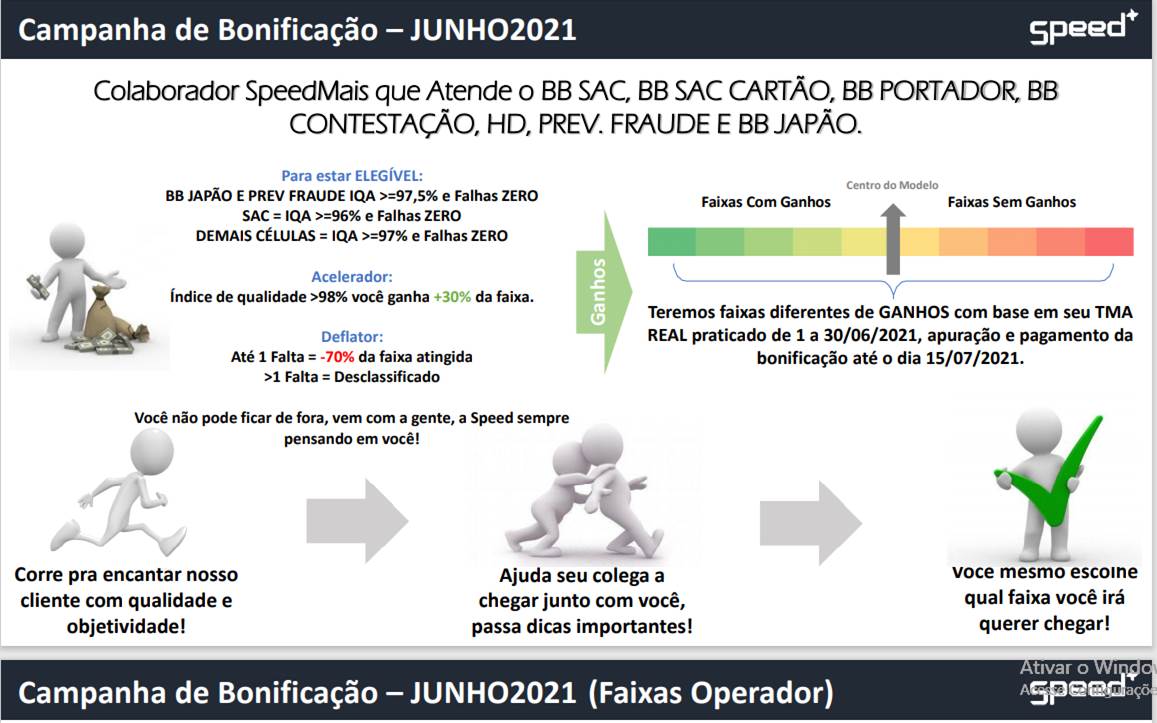 Campanha de Bonificação – JUNHO2021
speed+
Colaborador SpeedMais que Atende o BB SAC, BB SAC CARTÃO, BB PORTADOR, BB
CONTESTAÇÃO, HD, PREV. FRAUDE E BB JAPÃO.
Para estar ELEGÍVEL:
BB JAPÃO E PREV FRAUDE IQA >=97,5% e Falhas ZERO
SAC = IQA >=96% e Falhas ZERO
DEMAIS CÉLULAS = IQA >=97% e Falhas ZERO
Acelerador:
Índice de qualidade >98% você ganha +30% da faixa.
Deflator:
Até 1 Falta = -70% da faixa atingida
>1 Falta = Desclassificado
Ganhos
Centro do Modelo
Faixas Com Ganhos
Faixas Sem Ganhos
Teremos faixas diferentes de GANHOS com base em seu TMA
REAL praticado de 1 a 30/06/2021, apuração e pagamento da
bonificação até o dia 15/07/2021.
Você não pode ficar de fora, vem com a gente, a Speed sempre
pensando em você!
Corre pra encantar nosso
cliente com qualidade e
objetividade!
Ajuda seu colega a
chegar junto com você,
passa dicas importantes!
Você mesmo escolhe
qual faixa você irá
querer chegar!
Ativar o Windo
Acesse Configuraçõe
Campanha de Bonificação – JUNHO2021 (Faixas Operador)
speed+